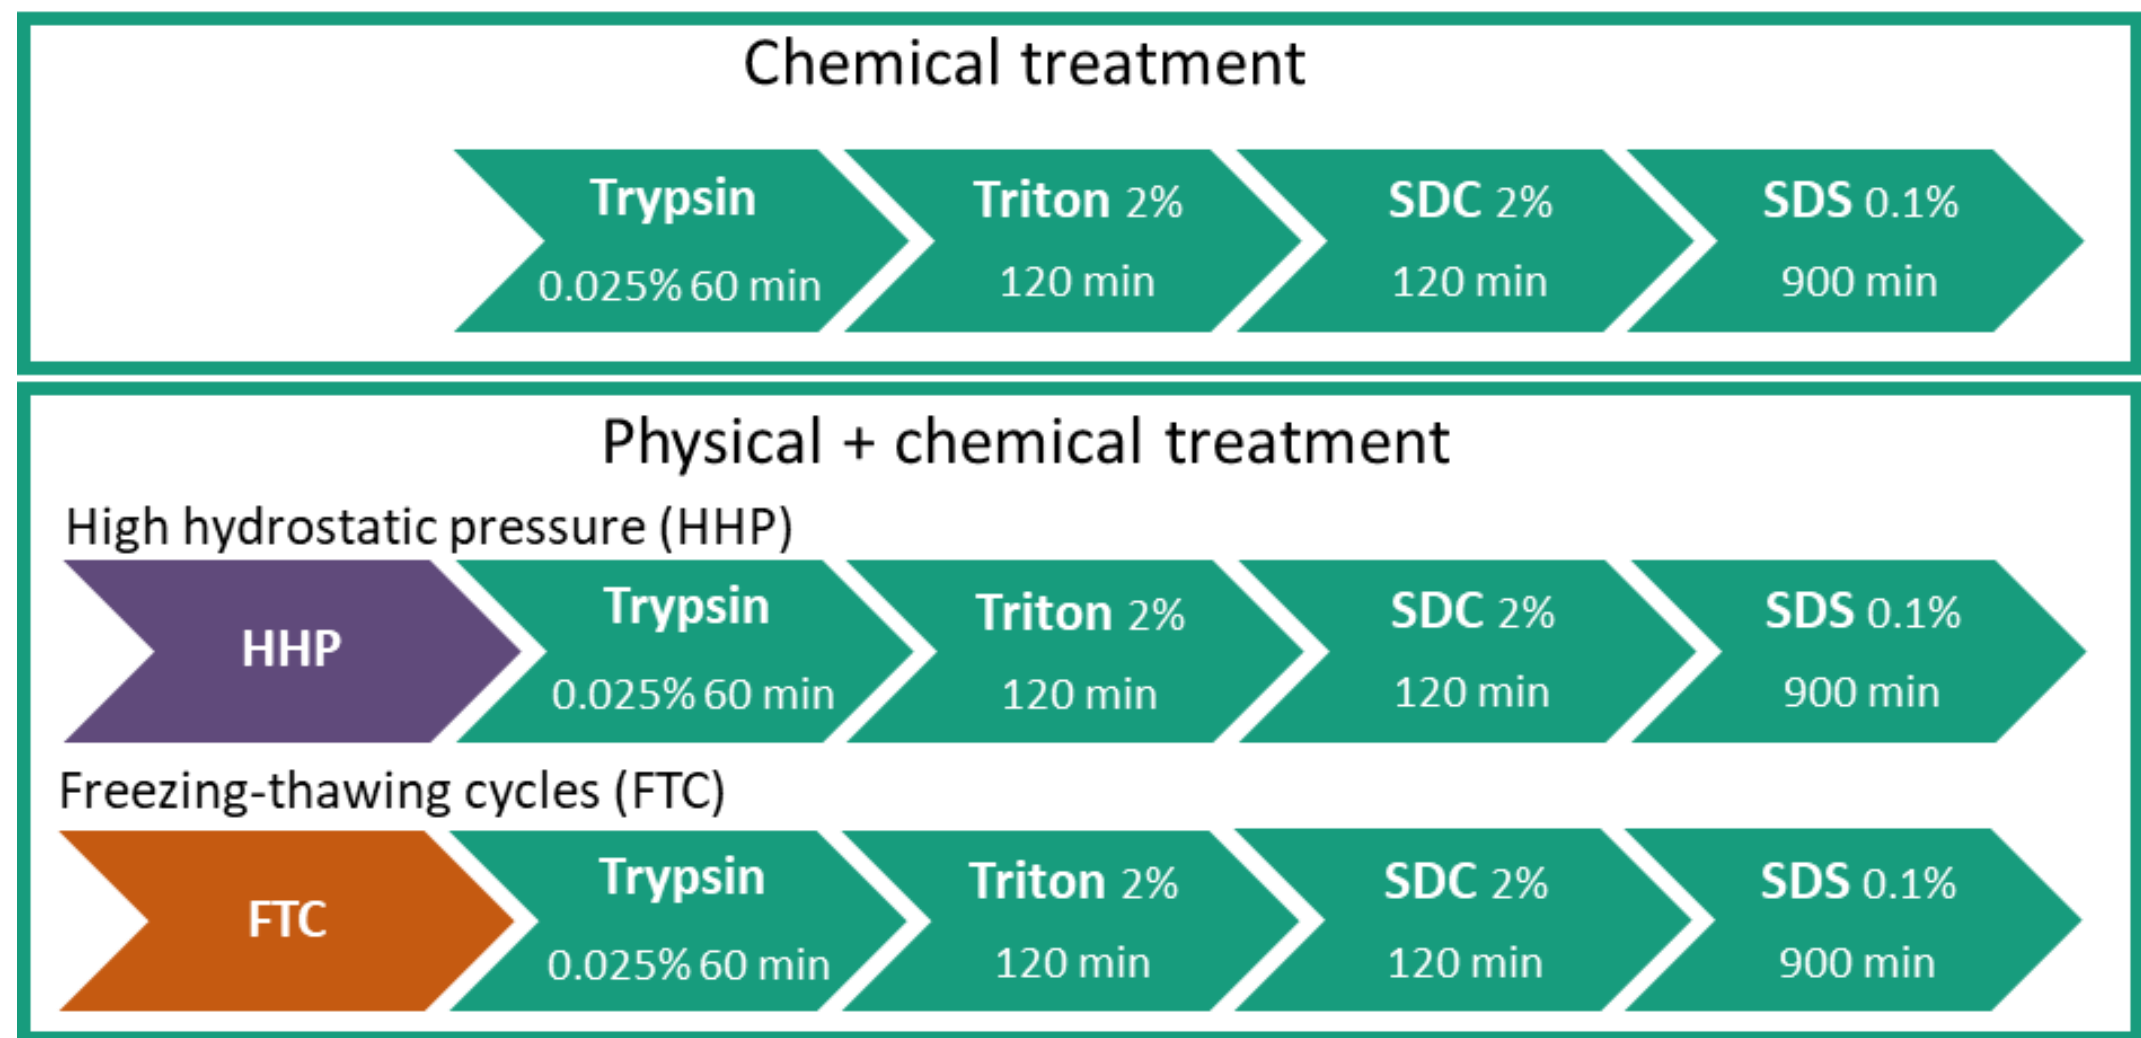 Chemical treatment
Trypsin
0.025% 60 min
Triton 2%
120 min
SDC 2%
120 min
SDS 0.1%
900 min
Physical + chemical treatment
High hydrostatic pressure (HHP)
HHP
Trypsin
0.025% 60 min
Triton 2%
120 min
SDC 2%
120 min
SDS 0.1%
900 min
Freezing-thawing cycles (FTC)
FTC
Trypsin
0.025% 60 min
Triton 2%
120 min
SDC 2%
120 min
SDS 0.1%
900 min